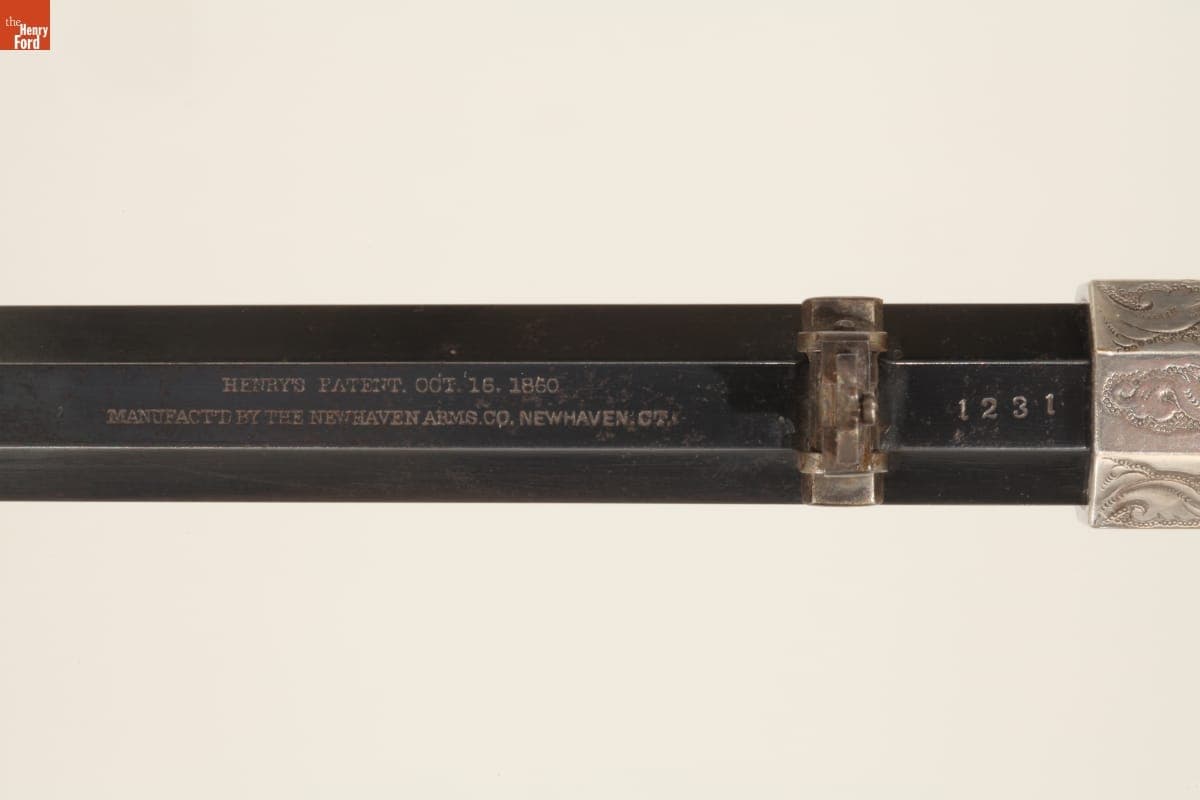 the
Henry
Ford
HENRY'S PATENT. OCT. 16. 1860
MANUFACT'D BY THE NEWHAVEN ARMS. CO. NEWHAVEN. CT.
1231